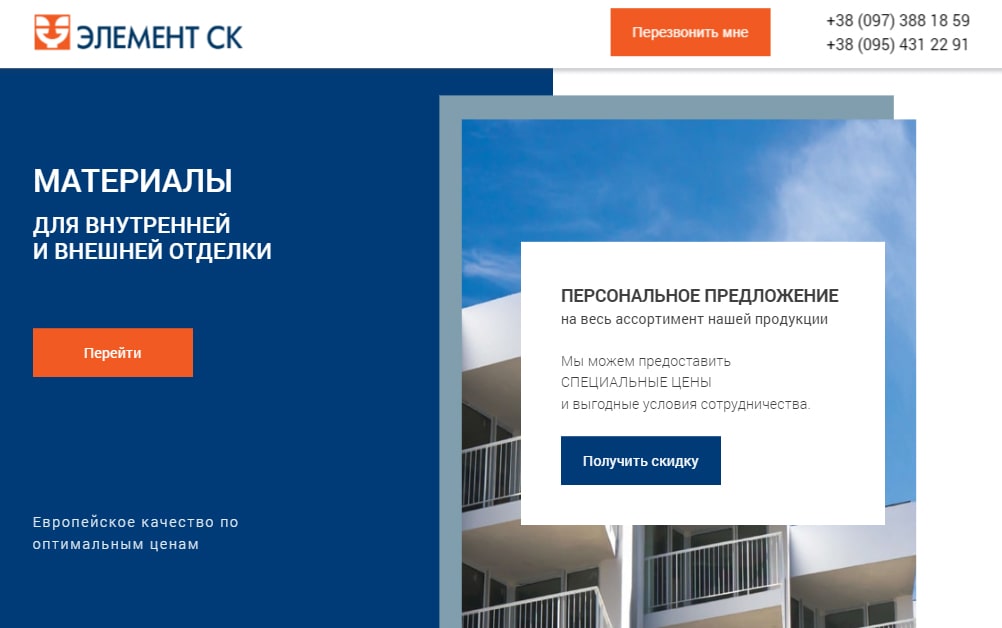 ЭЛЕМЕНТ СК
Перезвонить мне
+38 (097) 388 18 59
+38 (095) 431 22 91
МАТЕРИАЛЫ
ДЛЯ ВНУТРЕННЕЙ
И ВНЕШНЕЙ ОТДЕЛКИ
Перейти
Европейское качество по
оптимальным ценам
ПЕРСОНАЛЬНОЕ ПРЕДЛОЖЕНИЕ
на весь ассортимент нашей продукции
Мы можем предоставить
СПЕЦИАЛЬНЫЕ ЦЕНЫ
и выгодные условия сотрудничества.
Получить скидку